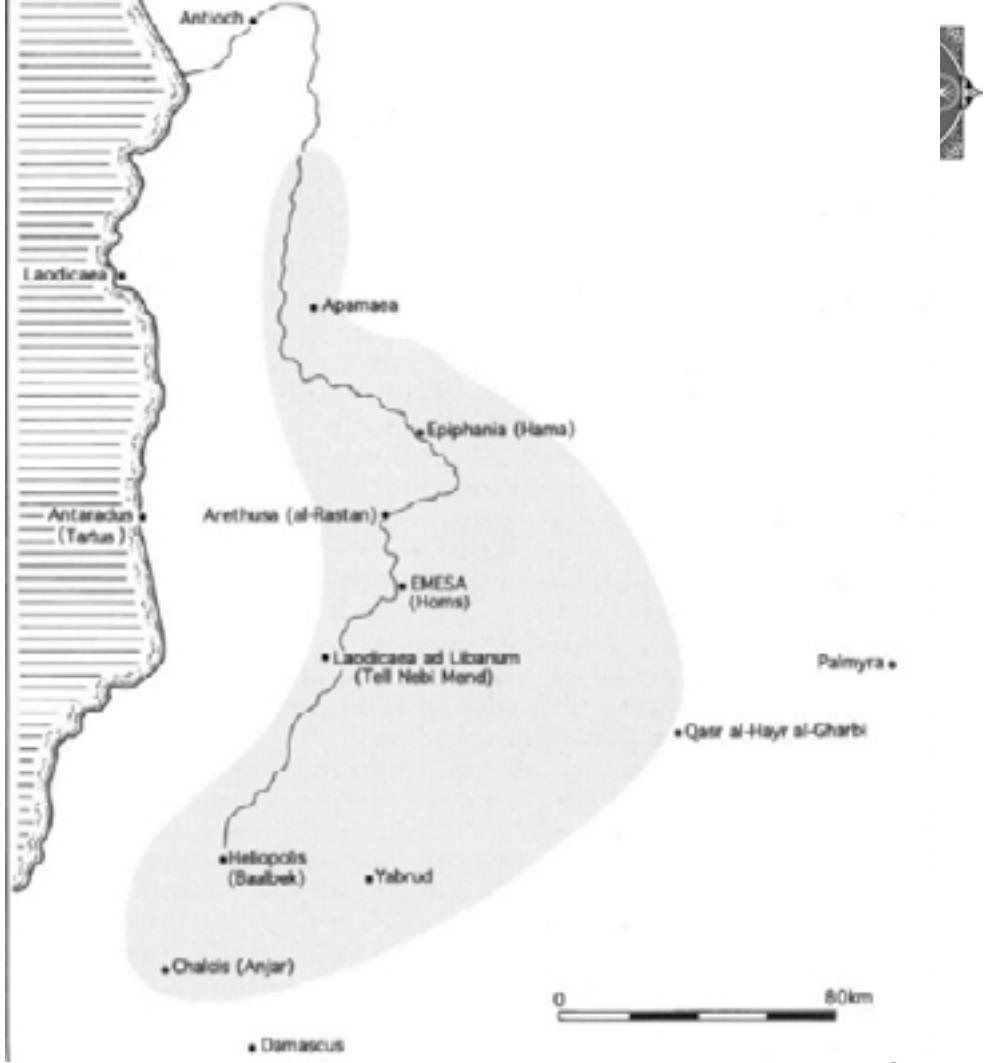 Antioch
Laodicaea
Apamaea
Epiphania (Hama)
Arethusa (al-Rastan)
Antaradus
(Tartus)
EMESA
(Homs)
Laodicaea ad Libanum
(Tell Nebi Mend)
Palmyra
Qasr al-Hayr al-Gharbi
Heliopolis
(Baalbek)
Yabrud
Chalcis (Anjar)
0 80km
Damascus